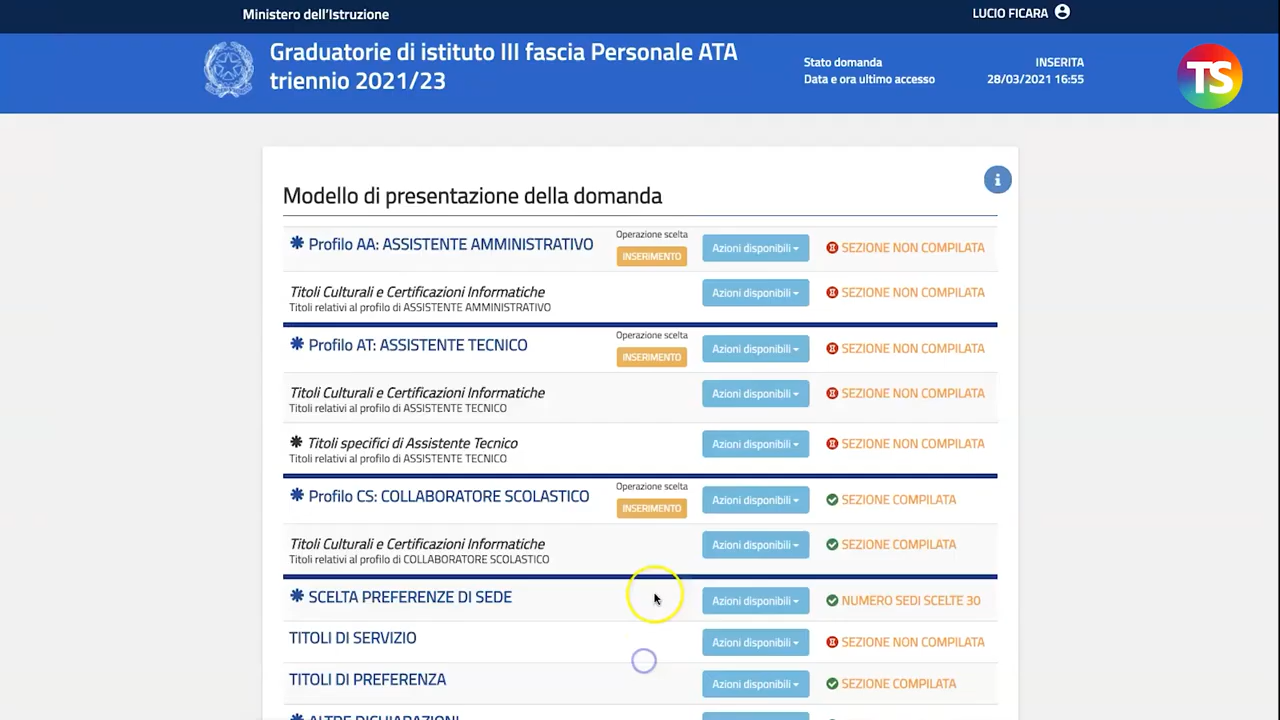 Ministero dell'Istruzione
LUCIO FICARA
Graduatorie di istituto III fascia Personale ATA
triennio 2021/23
Stato domanda
INSERITA
Data e ora ultimo accesso
28/03/2021 16:55
TS
Modello di presentazione della domanda
i
Profilo AA: ASSISTENTE AMMINISTRATIVO
Operazione scelta
INSERIMENTO
Azioni disponibili
SEZIONE NON COMPILATA
Titoli Culturali e Certificazioni Informatiche
Titoli relativi al profilo di ASSISTENTE AMMINISTRATIVO
Azioni disponibili
SEZIONE NON COMPILATA
Profilo AT: ASSISTENTE TECNICO
Operazione scelta
INSERIMENTO
Azioni disponibili
SEZIONE NON COMPILATA
Titoli Culturali e Certificazioni Informatiche
Titoli relativi al profilo di ASSISTENTE TECNICO
Azioni disponibili
SEZIONE NON COMPILATA
Titoli specifici di Assistente Tecnico
Titoli relativi al profilo di ASSISTENTE TECNICO
Azioni disponibili
SEZIONE NON COMPILATA
Profilo CS: COLLABORATORE SCOLASTICO
Operazione scelta
INSERIMENTO
Azioni disponibili
SEZIONE COMPILATA
Titoli Culturali e Certificazioni Informatiche
Titoli relativi al profilo di COLLABORATORE SCOLASTICO
Azioni disponibili
SEZIONE COMPILATA
SCELTA PREFERENZE DI SEDE
Azioni disponibili
NUMERO SEDI SCELTE 30
TITOLI DI SERVIZIO
Azioni disponibili
SEZIONE NON COMPILATA
TITOLI DI PREFERENZA
Azioni disponibili
SEZIONE COMPILATA
ALTRE DICHIARAZIONI